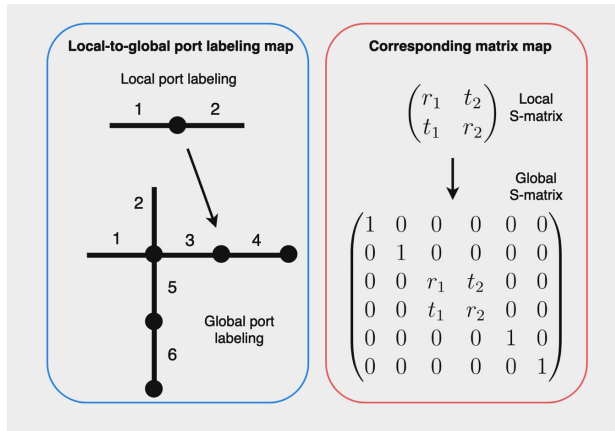 Local-to-global port labeling map
Local port labeling
1 2
2
1 3 4
5
Global port
labeling
6
Corresponding matrix map
r₁ t₂
t₁ r₂
Local
S-matrix
Global
S-matrix
1 0 0 0 0 0
0 1 0 0 0 0
0 0 r₁ t₂ 0 0
0 0 t₁ r₂ 0 0
0 0 0 0 1 0
0 0 0 0 0 1